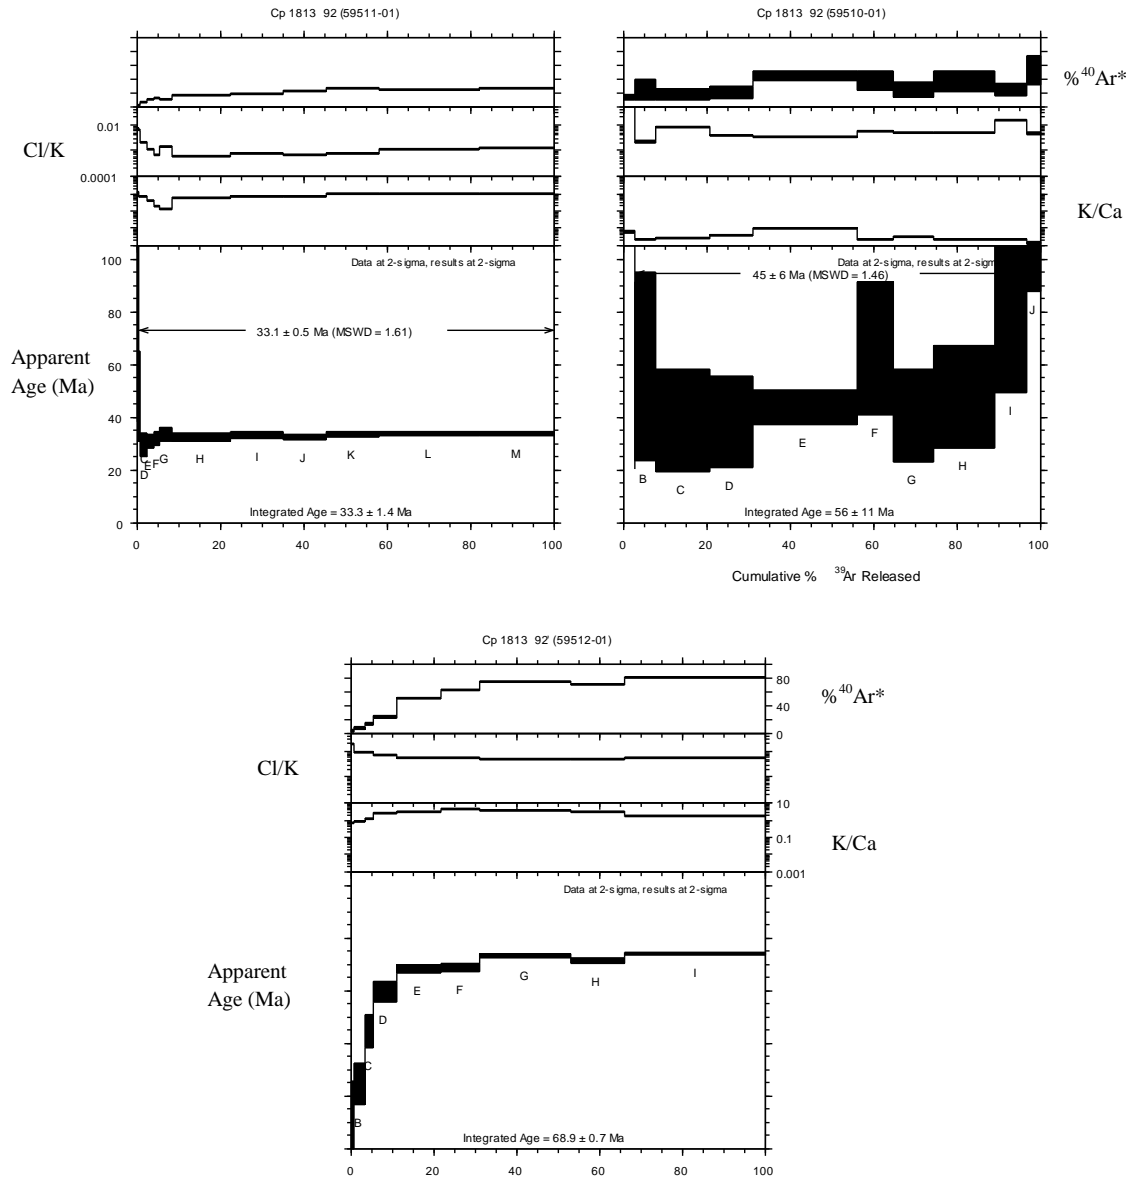 Cp 1813 92 (59511-01)
Cp 1813 92 (59510-01)
%40Ar*
0.01
Cl/K
0.0001
K/Ca
Data at 2-sigma, results at 2-sigma
Data at 2-sigma, results at 2-sigm
100
80
60
40
20
0
45 ± 6 Ma (MSWD = 1.46)
33.1 ± 0.5 Ma (MSWD = 1.61)
Apparent
Age (Ma)
C
D
E
F
G
H
I
J
K
L
M
B
C
D
E
F
G
H
I
J
Integrated Age = 33.3 ± 1.4 Ma
Integrated Age = 56 ± 11 Ma
0 20 40 60 80 100
0 20 40 60 80 100
Cumulative % 39Ar Released
Cp 1813 92' (59512-01)
80
40
0
%40Ar*
Cl/K
10
0.1
0.001
K/Ca
Data at 2-sigma, results at 2-sigma
Apparent
Age (Ma)
B
C
D
E
F
G
H
I
Integrated Age = 68.9 ± 0.7 Ma
0 20 40 60 80 100